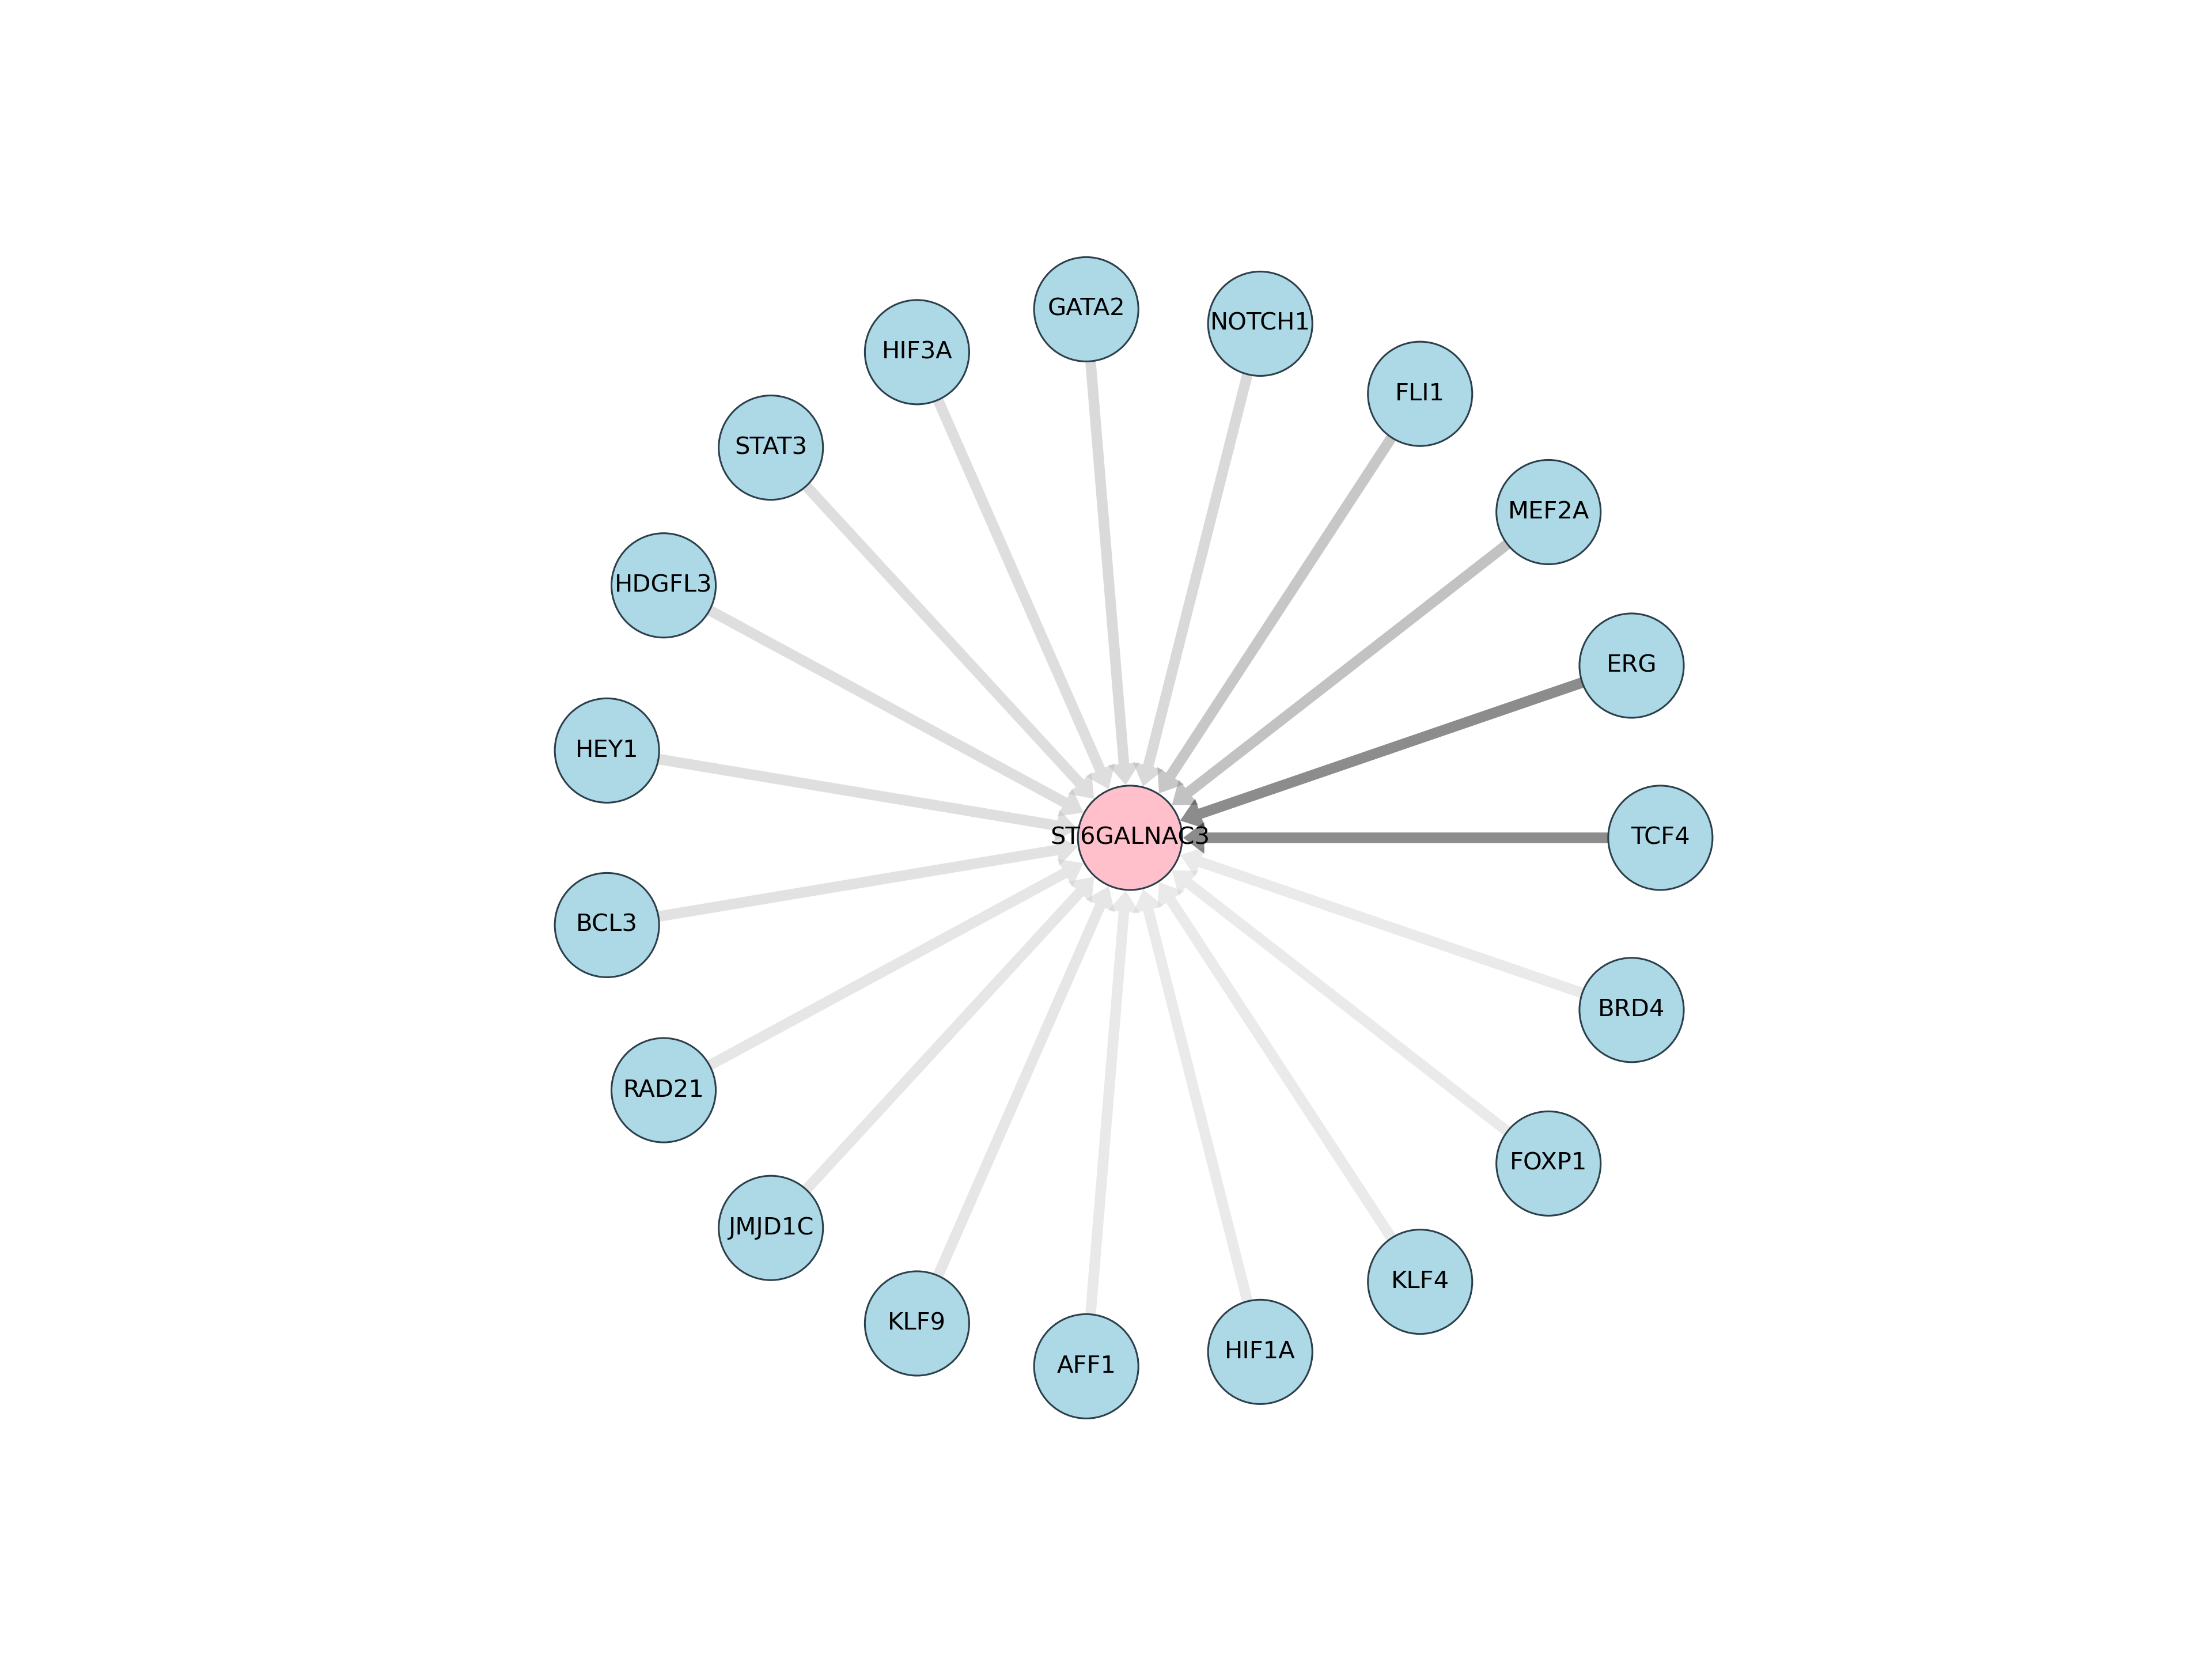 GATA2
NOTCH1
HIF3A
FLI1
STAT3
MEF2A
HDGFL3
ERG
HEY1
ST6GALNAC3
TCF4
BCL3
BRD4
RAD21
FOXP1
JMJD1C
KLF4
KLF9
HIF1A
AFF1